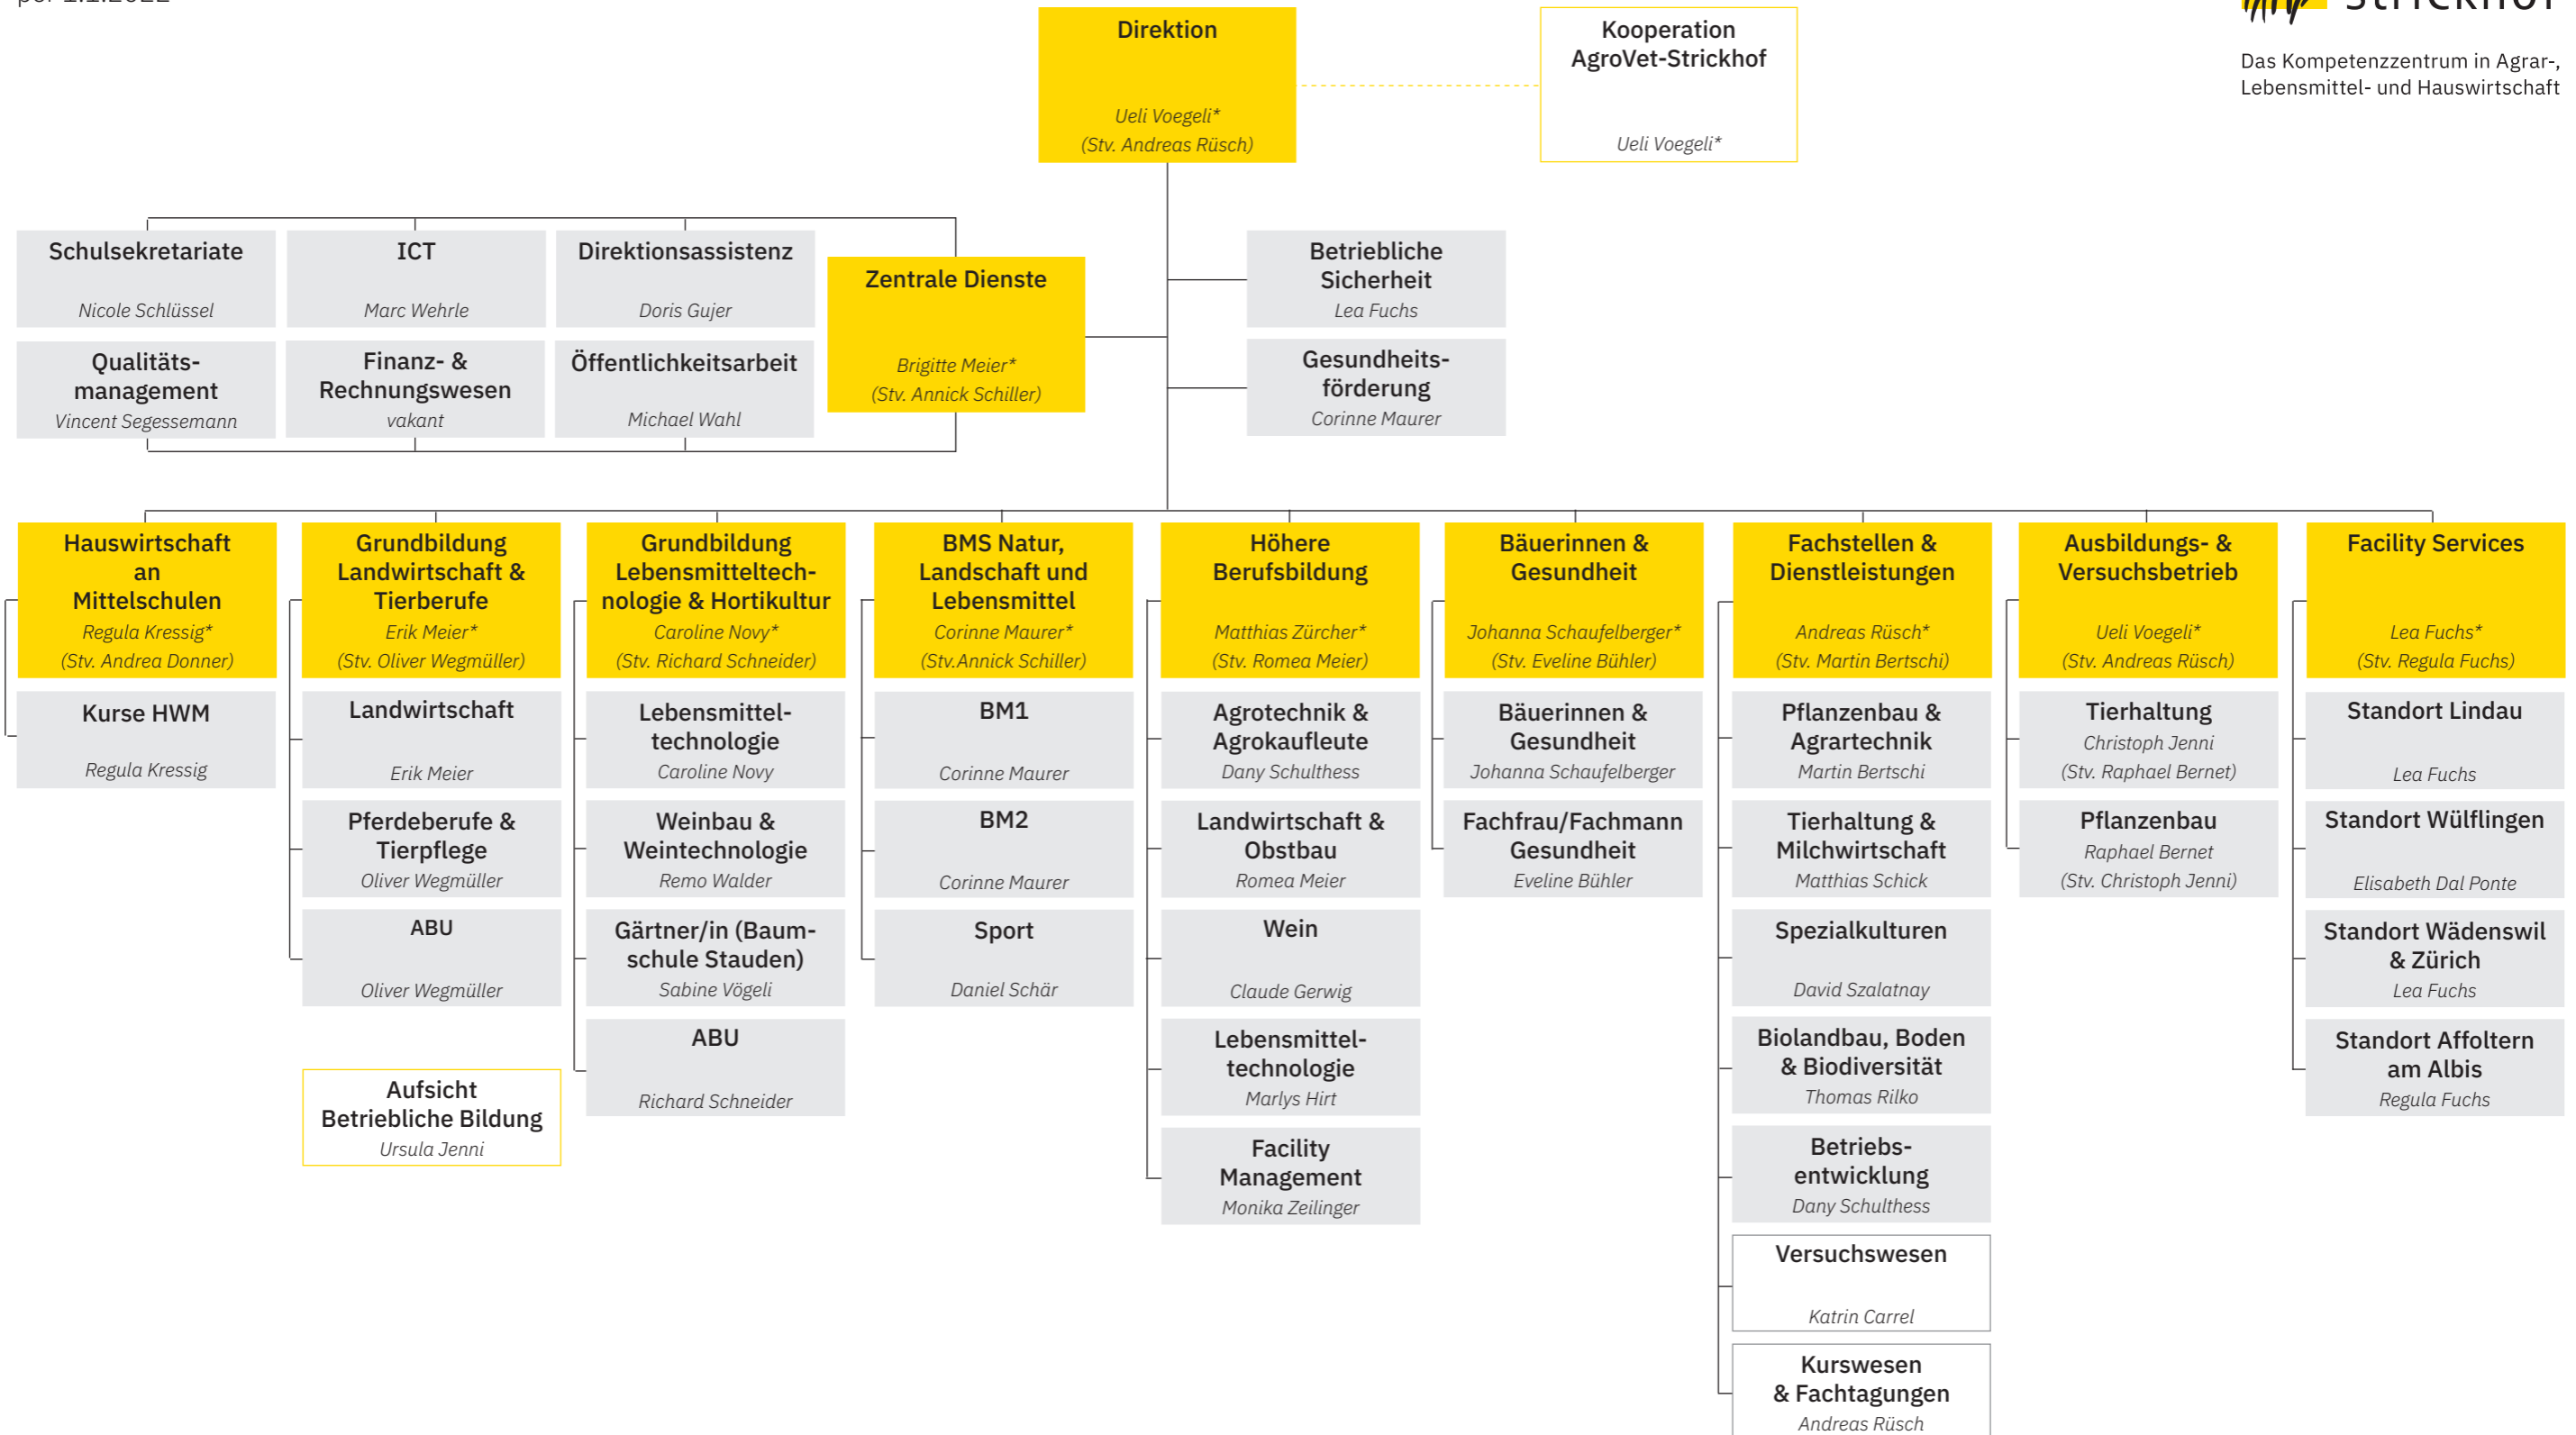 per 1.1.2022
Strickhof
Das Kompetenzzentrum in Agrar-,
Lebensmittel- und Hauswirtschaft
Direktion
Ueli Voegeli*
(Stv. Andreas Rüsch)
Kooperation
AgroVet-Strickhof
Ueli Voegeli*
Schulsekretariate
Nicole Schlüssel
ICT
Marc Wehrle
Direktionsassistenz
Doris Gujer
Zentrale Dienste
Brigitte Meier*
(Stv. Annick Schiller)
Betriebliche
Sicherheit
Lea Fuchs
Qualitäts-
management
Vincent Segessemann
Finanz- &
Rechnungswesen
vakant
Öffentlichkeitsarbeit
Michael Wahl
Gesundheits-
förderung
Corinne Maurer
Hauswirtschaft
an
Mittelschulen
Regula Kressig*
(Stv. Andrea Donner)
Kurse HWM
Regula Kressig
Grundbildung
Landwirtschaft &
Tierberufe
Erik Meier*
(Stv. Oliver Wegmüller)
Landwirtschaft
Erik Meier
Pferdeberufe &
Tierpflege
Oliver Wegmüller
ABU
Oliver Wegmüller
Aufsicht
Betriebliche Bildung
Ursula Jenni
Grundbildung
Lebensmitteltech-
nologie & Hortikultur
Caroline Novy*
(Stv. Richard Schneider)
Lebensmittel-
technologie
Caroline Novy
Weinbau &
Weintechnologie
Remo Walder
Gärtner/in (Baum-
schule Stauden)
Sabine Vögeli
ABU
Richard Schneider
BMS Natur,
Landschaft und
Lebensmittel
Corinne Maurer*
(Stv.Annick Schiller)
BM1
Corinne Maurer
BM2
Corinne Maurer
Sport
Daniel Schär
Höhere
Berufsbildung
Matthias Zürcher*
(Stv. Romea Meier)
Agrotechnik &
Agrokaufleute
Dany Schulthess
Landwirtschaft &
Obstbau
Romea Meier
Wein
Claude Gerwig
Lebensmittel-
technologie
Marlys Hirt
Facility
Management
Monika Zeilinger
Bäuerinnen &
Gesundheit
Johanna Schaufelberger*
(Stv. Eveline Bühler)
Bäuerinnen &
Gesundheit
Johanna Schaufelberger
Fachfrau/Fachmann
Gesundheit
Eveline Bühler
Fachstellen &
Dienstleistungen
Andreas Rüsch*
(Stv. Martin Bertschi)
Pflanzenbau &
Agrartechnik
Martin Bertschi
Tierhaltung &
Milchwirtschaft
Matthias Schick
Spezialkulturen
David Szalatnay
Biolandbau, Boden
& Biodiversität
Thomas Rilko
Betriebs-
entwicklung
Dany Schulthess
Versuchswesen
Katrin Carrel
Kurswesen
& Fachtagungen
Andreas Rüsch
Ausbildungs- &
Versuchsbetrieb
Ueli Voegeli*
(Stv. Andreas Rüsch)
Tierhaltung
Christoph Jenni
(Stv. Raphael Bernet)
Pflanzenbau
Raphael Bernet
(Stv. Christoph Jenni)
Facility Services
Lea Fuchs*
(Stv. Regula Fuchs)
Standort Lindau
Lea Fuchs
Standort Wülflingen
Elisabeth Dal Ponte
Standort Wädenswil
& Zürich
Lea Fuchs
Standort Affoltern
am Albis
Regula Fuchs